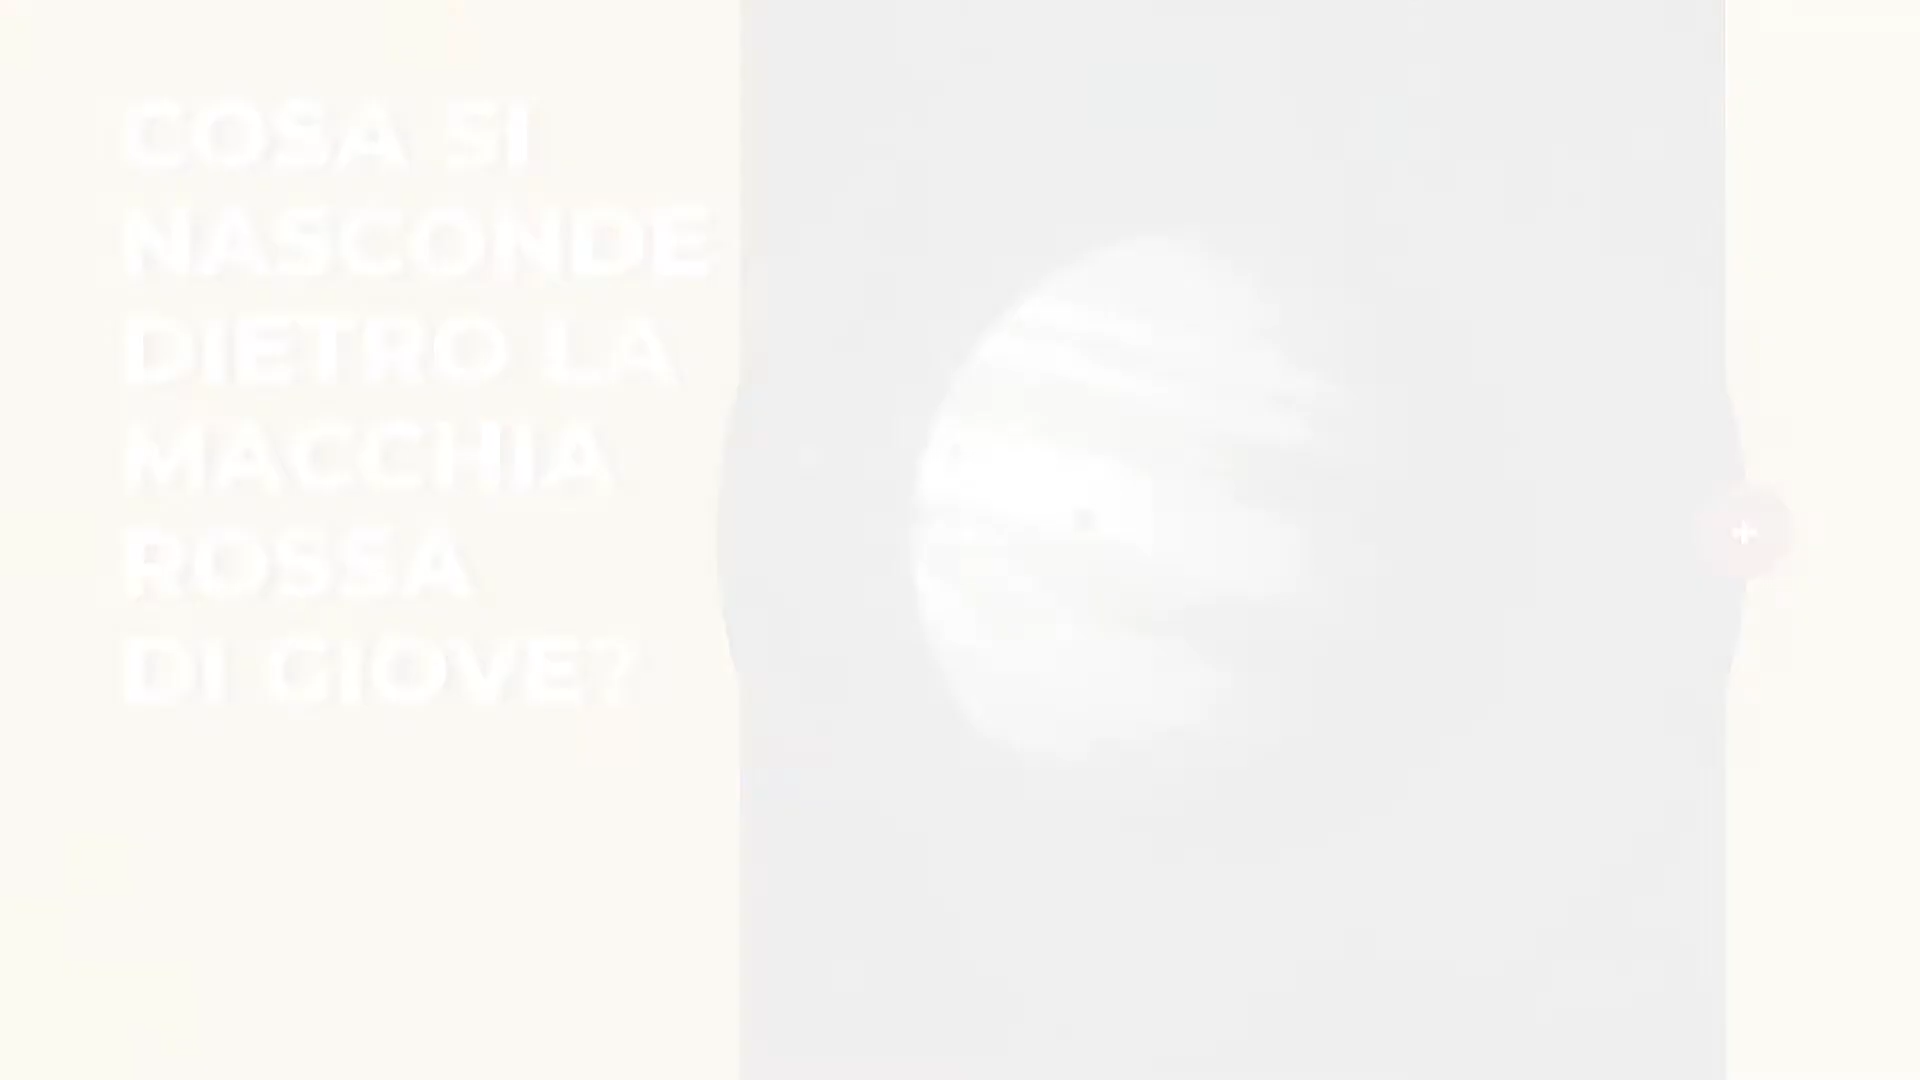 COSA SI
NASCONDE
DIETRO LA
MACCHIA
ROSSA
DI GIOVE?